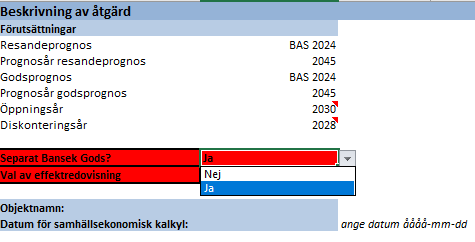 Beskrivning av åtgärd
Förutsättningar
Resandeprognos BAS 2024
Prognosår resandeprognos 2045
Godsprognos BAS 2024
Prognosår godsprognos 2045
Öppningsår 2030
Diskonteringsår 2028
Separat Bansek Gods? Ja
Val av effektredovisning Nej
Ja
Objektnamn:
Datum för samhällsekonomisk kalkyl: ange datum åååå-mm-dd